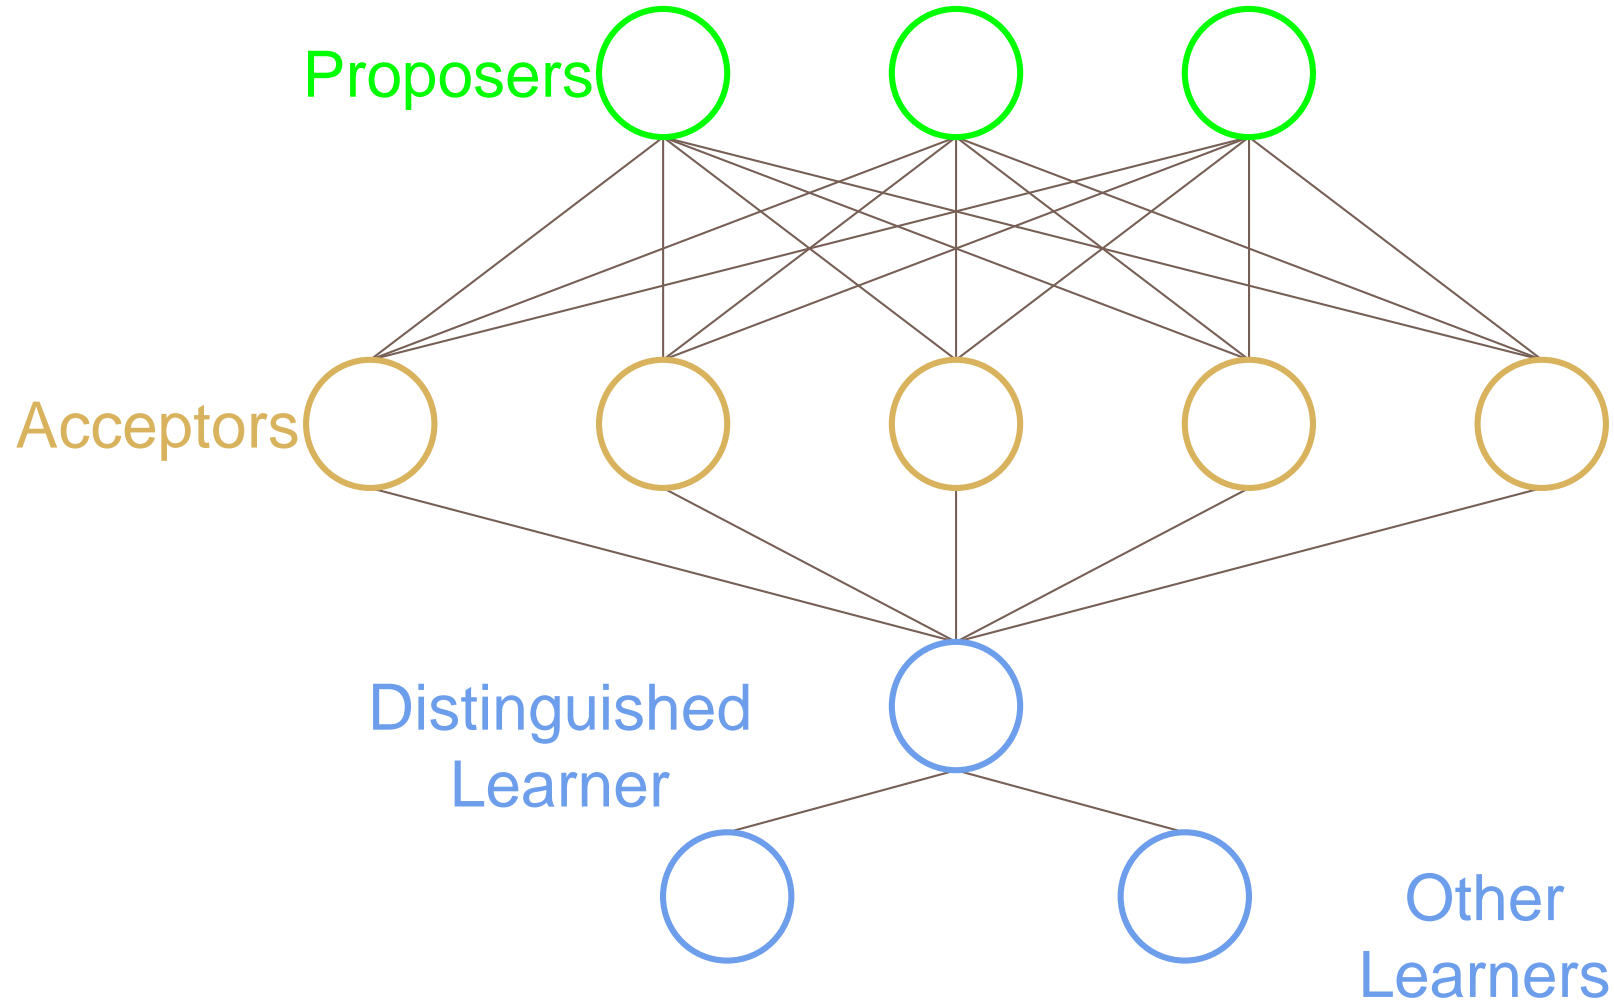 Proposers
Acceptors
Distinguished
Learner
Other
Learners